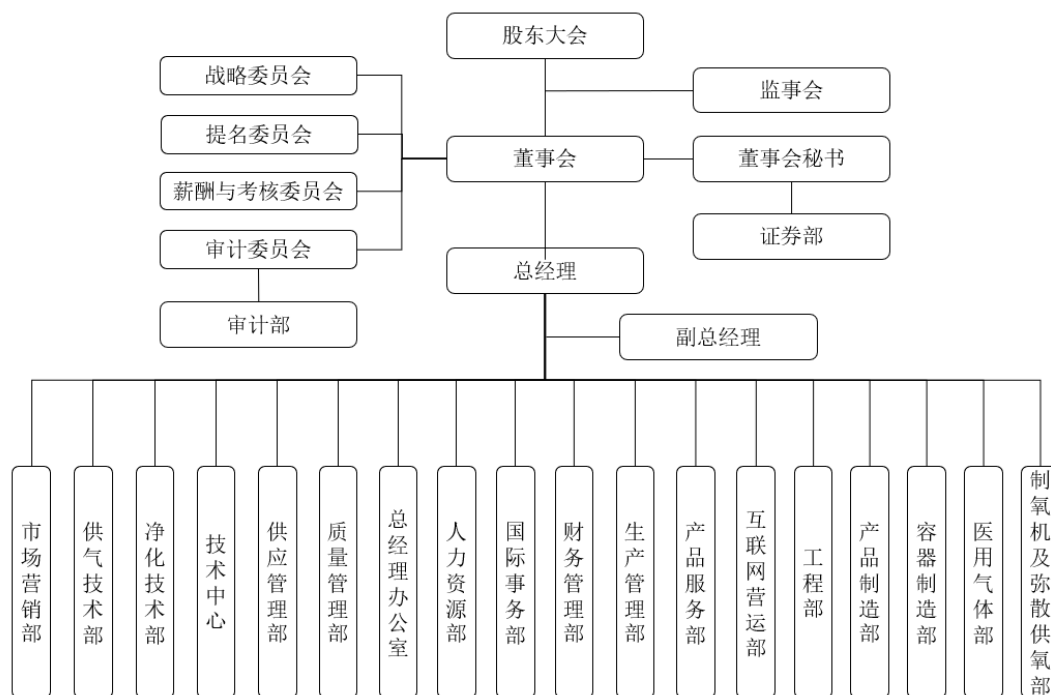 股东大会
战略委员会
监事会
提名委员会
董事会
董事会秘书
薪酬与考核委员会
审计委员会
证券部
总经理
审计部
副总经理
市场营销部
供气技术部
净化技术部
技术中心
供应管理部
质量管理部
总经理办公室
人力资源部
国际事务部
财务管理部
生产管理部
产品服务部
互联网营运部
工程部
产品制造部
容器制造部
医用气体部
制氧机及弥散供氧部